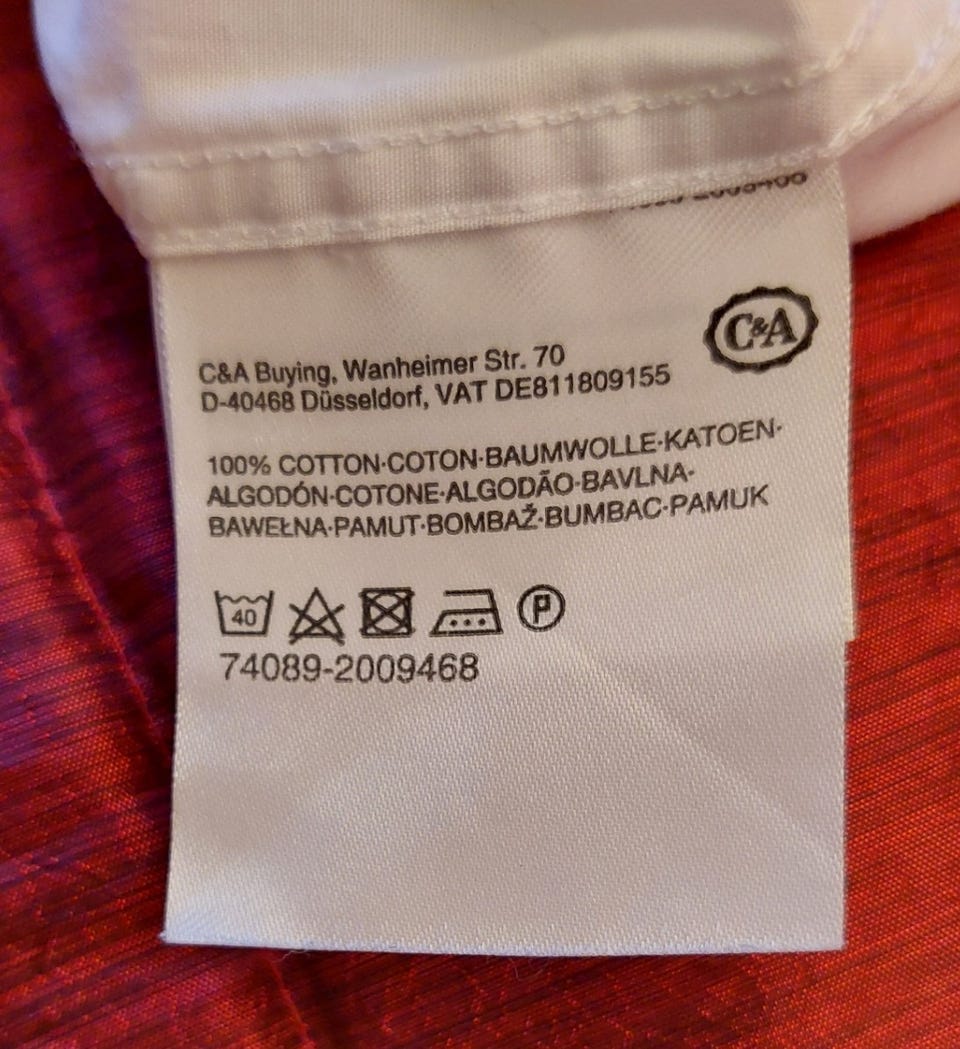 C&A
C&A Buying, Wanheimer Str. 70
D-40468 Düsseldorf, VAT DE811809155
100% COTTON·COTON·BAUMWOLLE·KATOEN·
ALGODÓN·COTONE·ALGODÃO·BAVLNA·
BAWEŁNA·PAMUT·BOMBAŽ·BUMBAC·PAMUK
40 P
74089-2009468